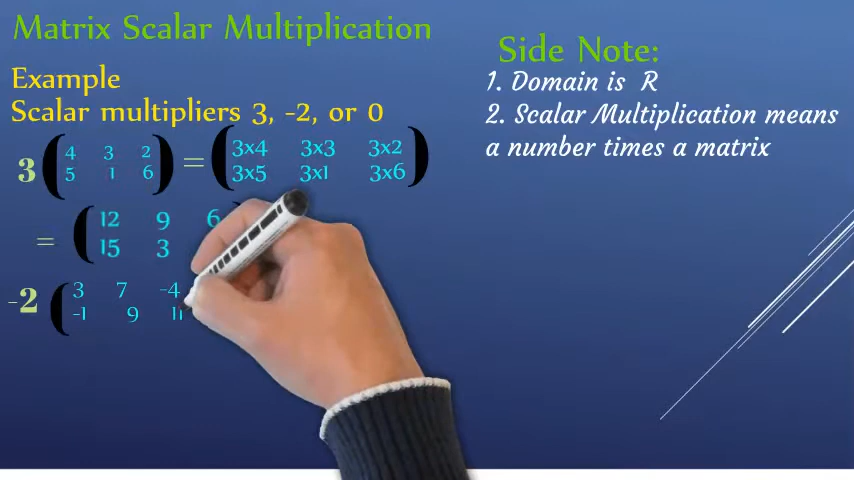 Matrix Scalar Multiplication
Example
Scalar multipliers 3, -2, or 0
3 ( 4 3 2 ) = ( 3x4 3x3 3x2 )
5 1 6 3x5 3x1 3x6
= ( 12 9 6
15 3
-2 ( 3 7 -4
-1 9
Side Note:
1. Domain is R
2. Scalar Multiplication means
a number times a matrix